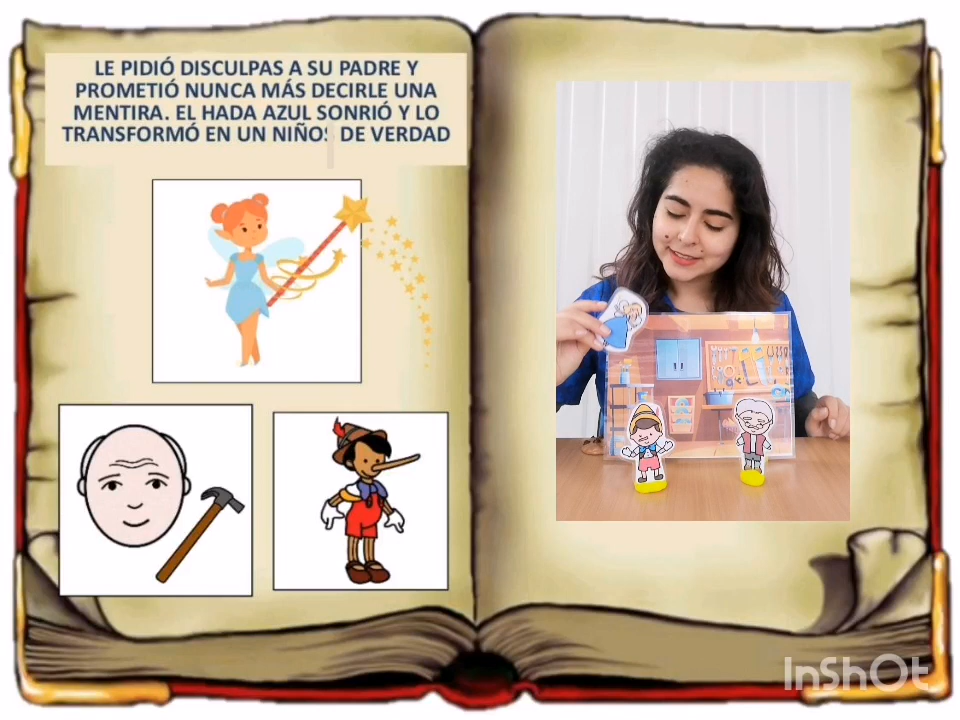 LE PIDIÓ DISCULPAS A SU PADRE Y
PROMETIÓ NUNCA MÁS DECIRLE UNA
MENTIRA. EL HADA AZUL SONRIÓ Y LO
TRANSFORMÓ EN UN NIÑOS DE VERDAD
InShOt